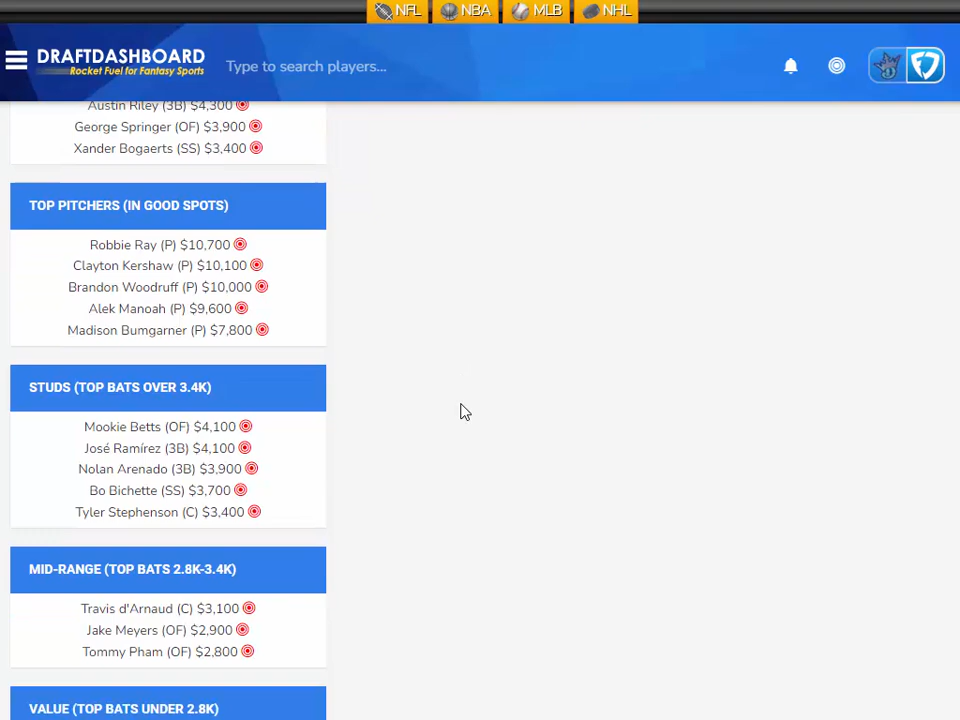 NFL NBA MLB NHL
DRAFTDASHBOARD
Rocket Fuel for Fantasy Sports
Type to search players...
Austin Riley (3B) $4,300
George Springer (OF) $3,900
Xander Bogaerts (SS) $3,400
TOP PITCHERS (IN GOOD SPOTS)
Robbie Ray (P) $10,700
Clayton Kershaw (P) $10,100
Brandon Woodruff (P) $10,000
Alek Manoah (P) $9,600
Madison Bumgarner (P) $7,800
STUDS (TOP BATS OVER 3.4K)
Mookie Betts (OF) $4,100
José Ramírez (3B) $4,100
Nolan Arenado (3B) $3,900
Bo Bichette (SS) $3,700
Tyler Stephenson (C) $3,400
MID-RANGE (TOP BATS 2.8K-3.4K)
Travis d'Arnaud (C) $3,100
Jake Meyers (OF) $2,900
Tommy Pham (OF) $2,800
VALUE (TOP BATS UNDER 2.8K)